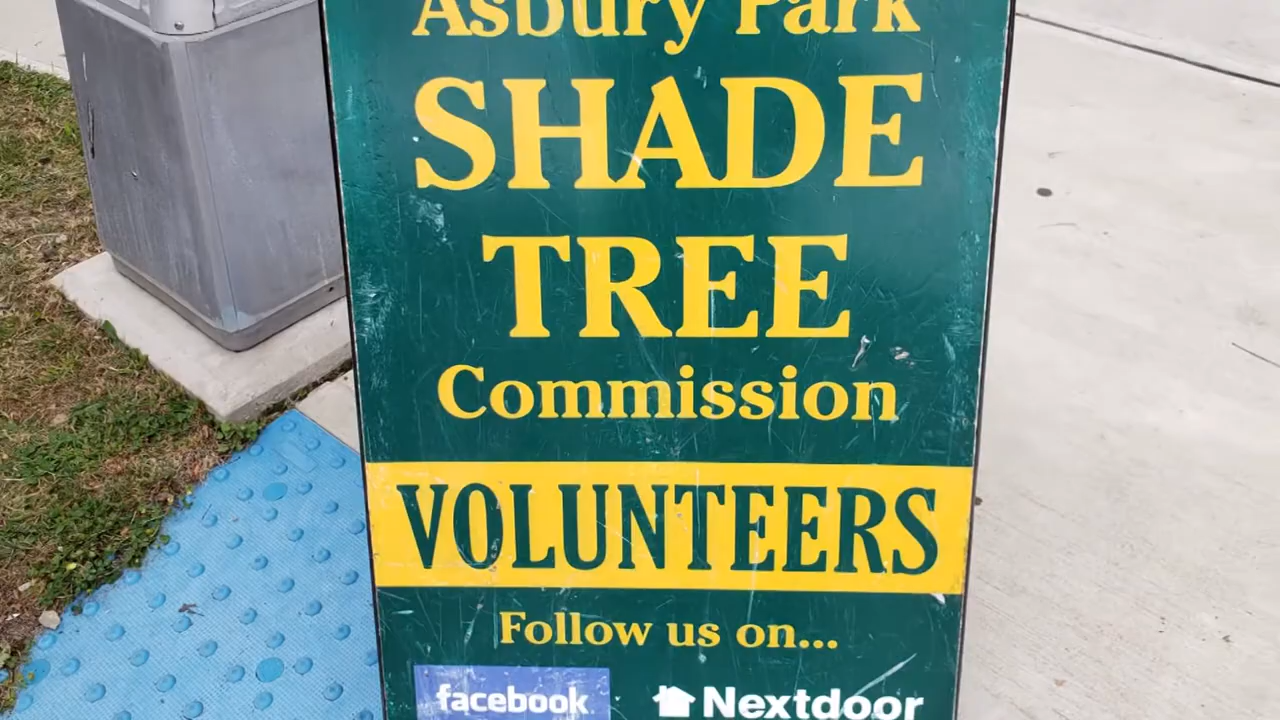 Asbury Park
SHADE
TREE
Commission
VOLUNTEERS
Follow us on...
facebook Nextdoor